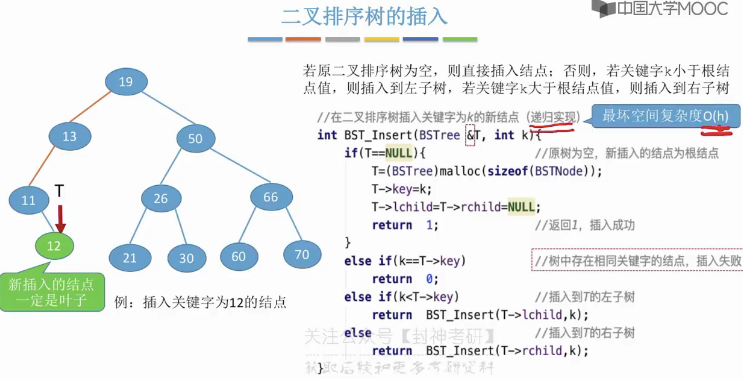 二叉排序树的插入
中国大学MOOC
若原二叉排序树为空，则直接插入结点；否则，若关键字k小于根结
点值，则插入到左子树，若关键字k大于根结点值，则插入到右子树
//在二叉排序树插入关键字为k的新结点（递归实现）
最坏空间复杂度O(h)
int BST_Insert(BSTree &T, int k){
if(T==NULL){ //原树为空，新插入的结点为根结点
T=(BSTree)malloc(sizeof(BSTNode));
T->key=k;
T->lchild=T->rchild=NULL;
return 1; //返回1，插入成功
}
else if(k==T->key) //树中存在相同关键字的结点，插入失败
return 0;
else if(k<T->key) //插入到T的左子树
return BST_Insert(T->lchild,k);
else //插入到T的右子树
return BST_Insert(T->rchild,k);
}
19
13
50
11
T
26
66
12
21
30
60
70
新插入的结点
一定是叶子
例：插入关键字为12的结点
关注公众号【封神考研】
获取后续和更多考研资料